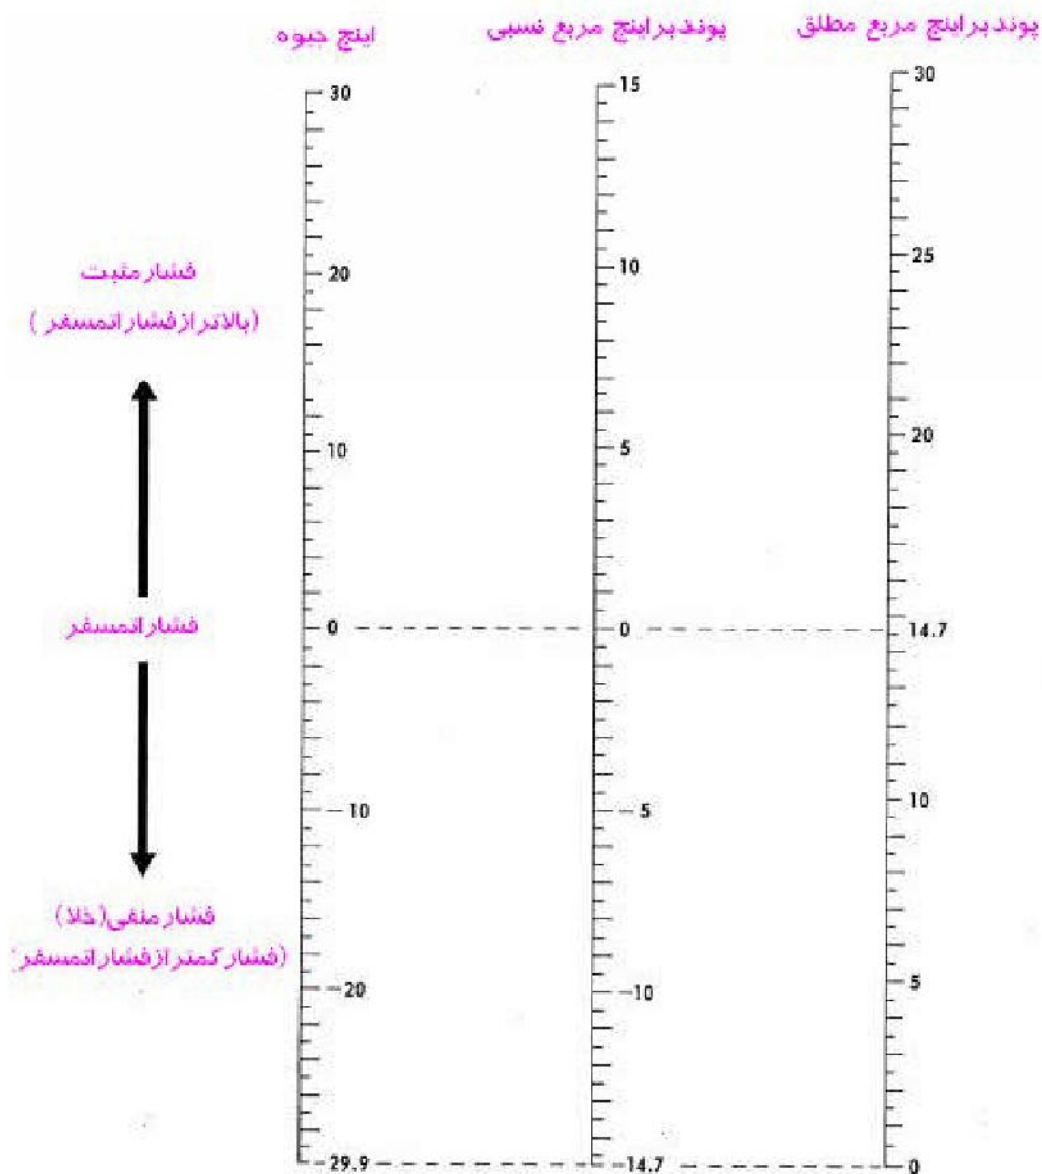 پوند بر اینچ مربع مطلق
پوند بر اینچ مربع نسبی
اینچ جیوه
30
15
30
25
10
20
فشار مثبت
(بالاتر از فشار اتمسفر)
20
5
10
فشار اتمسفر
0
0
14.7
-10
-5
10
فشار منفی (خلا)
(فشار کمتر از فشار اتمسفر)
-20
-10
5
-29.9
-14.7
0